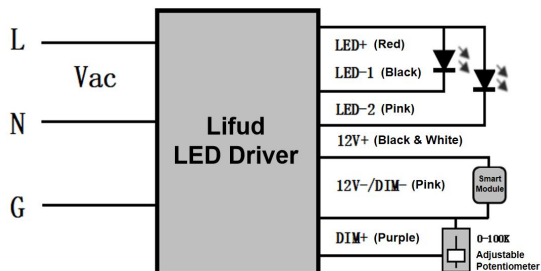 L
Vac
N
G
Lifud
LED Driver
LED+ (Red)
LED-1 (Black)
LED-2 (Pink)
12V+ (Black & White)
12V-/DIM- (Pink)
DIM+ (Purple)
Smart
Module
0-100K
Adjustable
Potentiometer